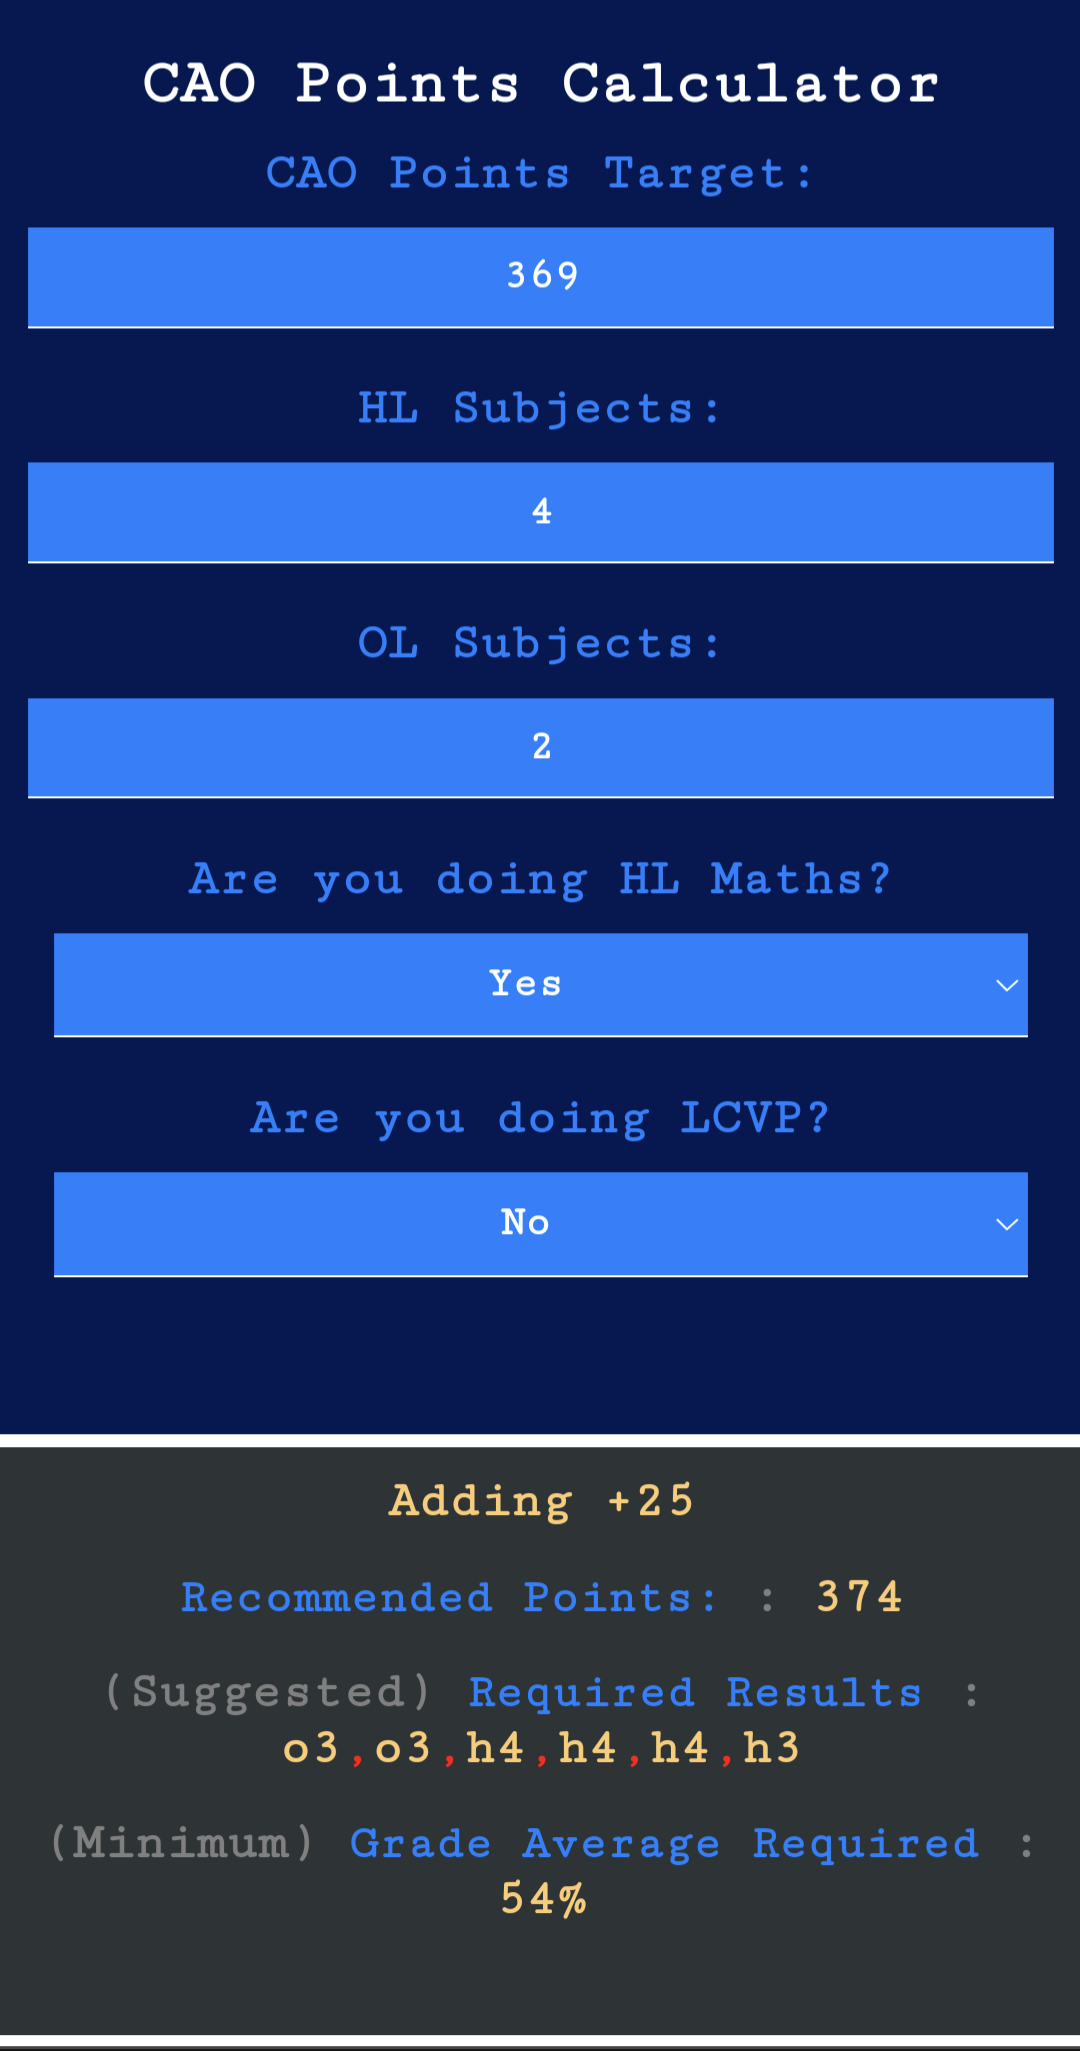 CAO Points Calculator
CAO Points Target:
369
HL Subjects:
4
OL Subjects:
2
Are you doing HL Maths?
Yes
Are you doing LCVP?
No
Adding +25
Recommended Points: : 374
(Suggested) Required Results :
o3,o3,h4,h4,h4,h3
(Minimum) Grade Average Required :
54%